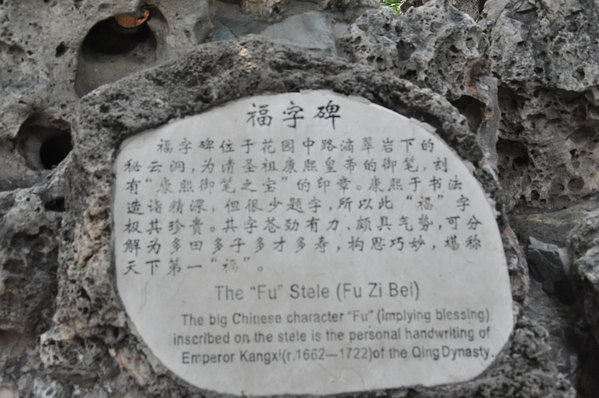 福字碑
福字碑位于花园中路滴翠岩下的
秘云洞，为清圣祖康熙皇帝的御笔，刻
有“康熙御笔之宝”的印章。康熙于书法
造诣精深，但很少题字，所以此“福”字
极其珍贵。其字苍劲有力、颇具气势，可分
解为多田多子多才多寿，构思巧妙，堪称
天下第一“福”。
The "Fu" Stele (Fu Zi Bei)
The big Chinese character "Fu" (implying blessing)
inscribed on the stele is the personal handwriting of
Emperor Kangxi(r.1662—1722)of the Qing Dynasty.